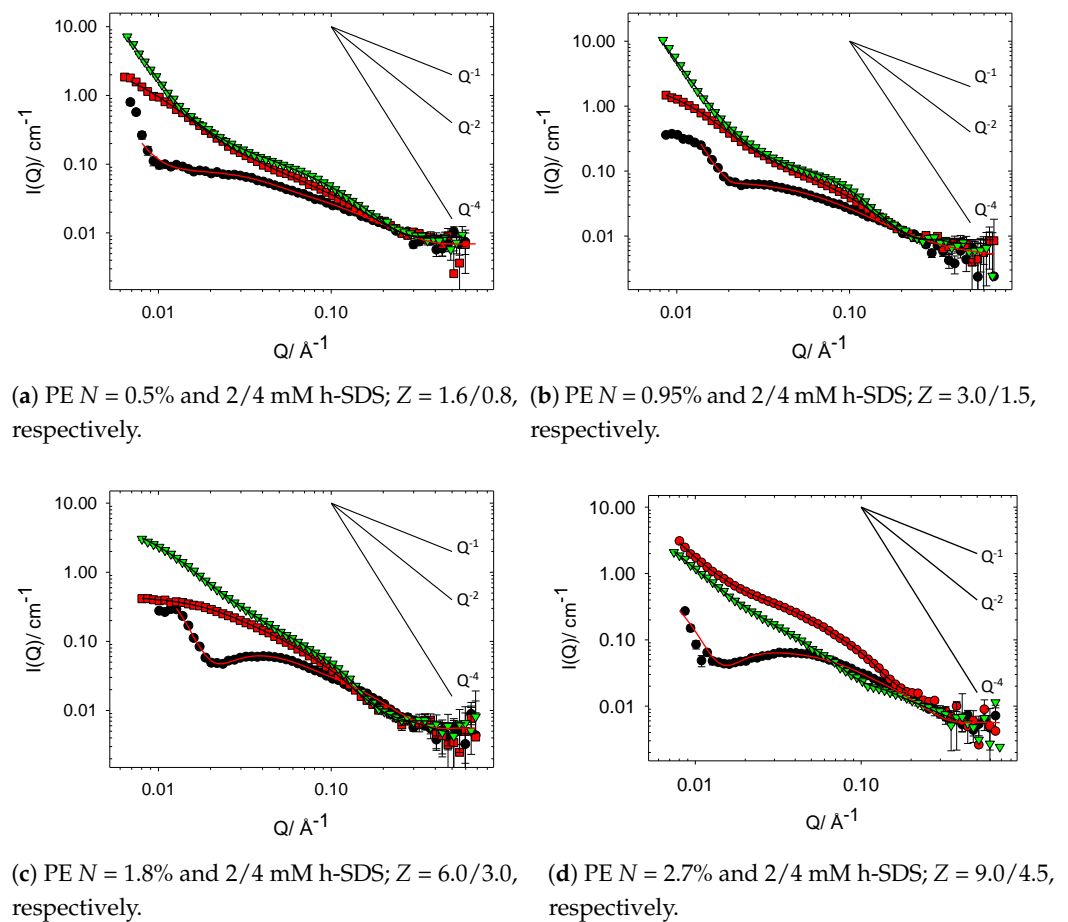 10.00
1.00
0.10
0.01
I(Q)/ cm⁻¹
Q⁻¹
Q⁻²
Q⁻⁴
0.01 0.10
Q/ Å⁻¹
10.00
1.00
0.10
0.01
I(Q)/ cm⁻¹
Q⁻¹
Q⁻²
Q⁻⁴
0.01 0.10
Q/ Å⁻¹
(a) PE N = 0.5% and 2/4 mM h-SDS; Z = 1.6/0.8,
respectively.
(b) PE N = 0.95% and 2/4 mM h-SDS; Z = 3.0/1.5,
respectively.
10.00
1.00
0.10
0.01
I(Q)/ cm⁻¹
Q⁻¹
Q⁻²
Q⁻⁴
0.01 0.10
Q/ Å⁻¹
10.00
1.00
0.10
0.01
I(Q)/ cm⁻¹
Q⁻¹
Q⁻²
Q⁻⁴
0.01 0.10
Q/ Å⁻¹
(c) PE N = 1.8% and 2/4 mM h-SDS; Z = 6.0/3.0,
respectively.
(d) PE N = 2.7% and 2/4 mM h-SDS; Z = 9.0/4.5,
respectively.